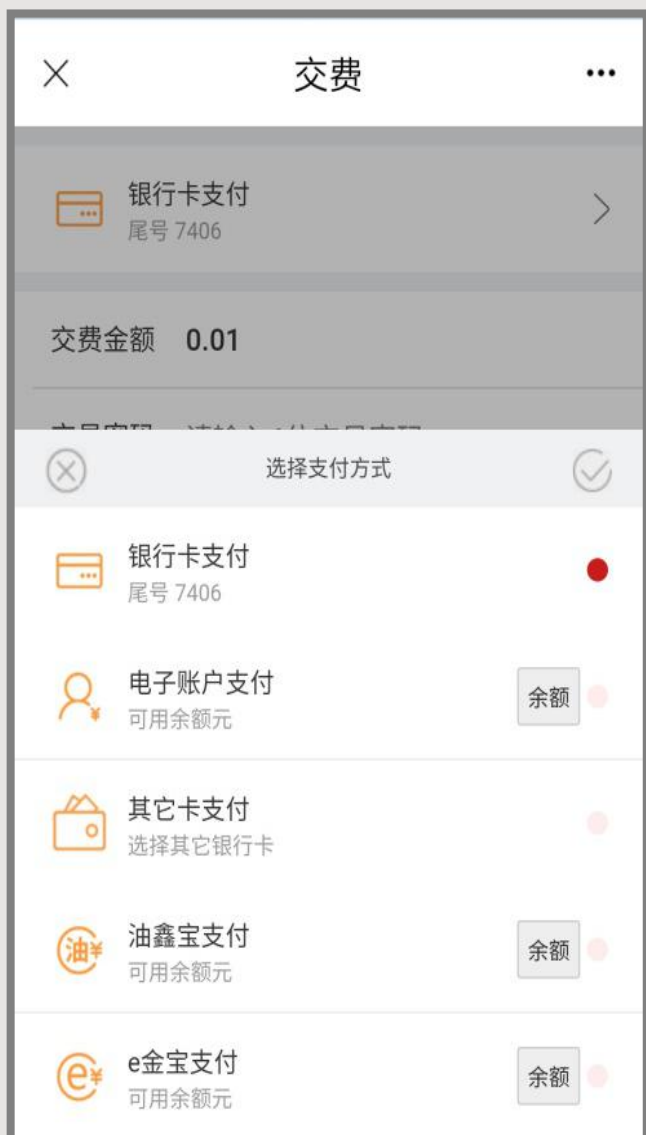 交费
银行卡支付
尾号 7406
交费金额 0.01
选择支付方式
银行卡支付
尾号 7406
电子账户支付
可用余额元
余额
其它卡支付
选择其它银行卡
油¥
油鑫宝支付
可用余额元
余额
e¥
e金宝支付
可用余额元
余额